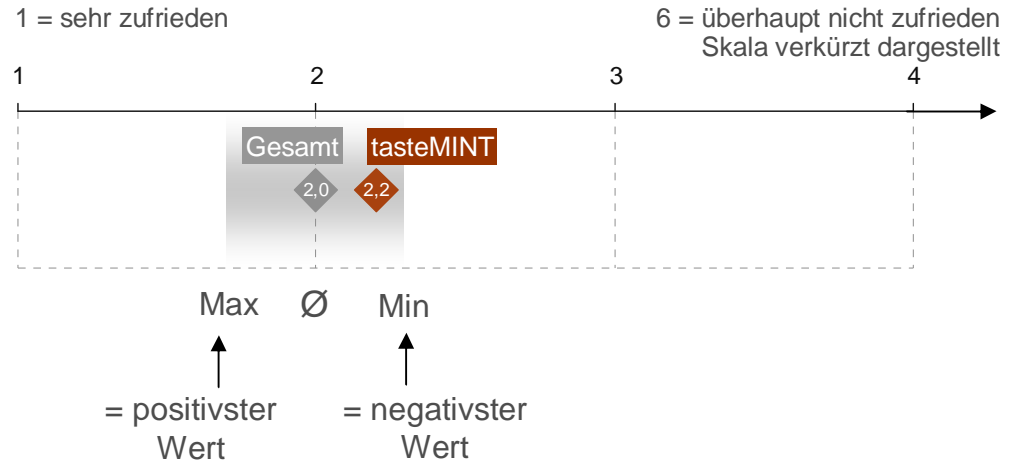 1 = sehr zufrieden
6 = überhaupt nicht zufrieden
Skala verkürzt dargestellt
1 2 3 4
Gesamt tasteMINT
2,0 2,2
Max Ø Min
= positivster
Wert
= negativster
Wert